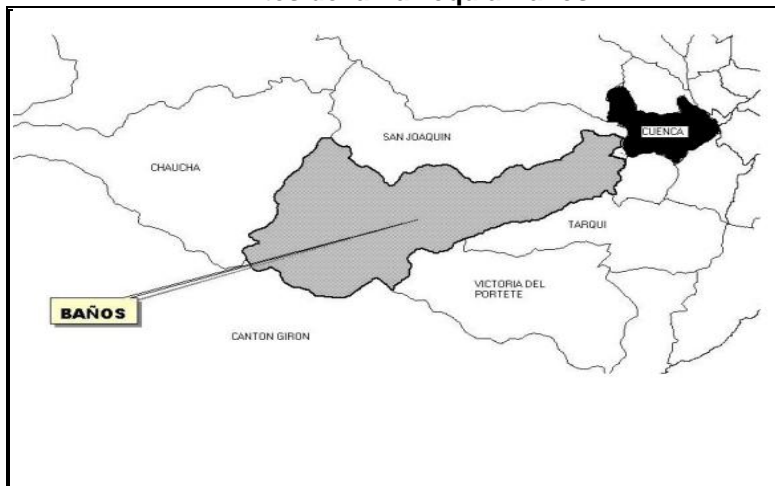 SAN JOAQUIN
CUENCA
CHAUCHA
TARQUI
VICTORIA DEL
PORTETE
BAÑOS
CANTON GIRON